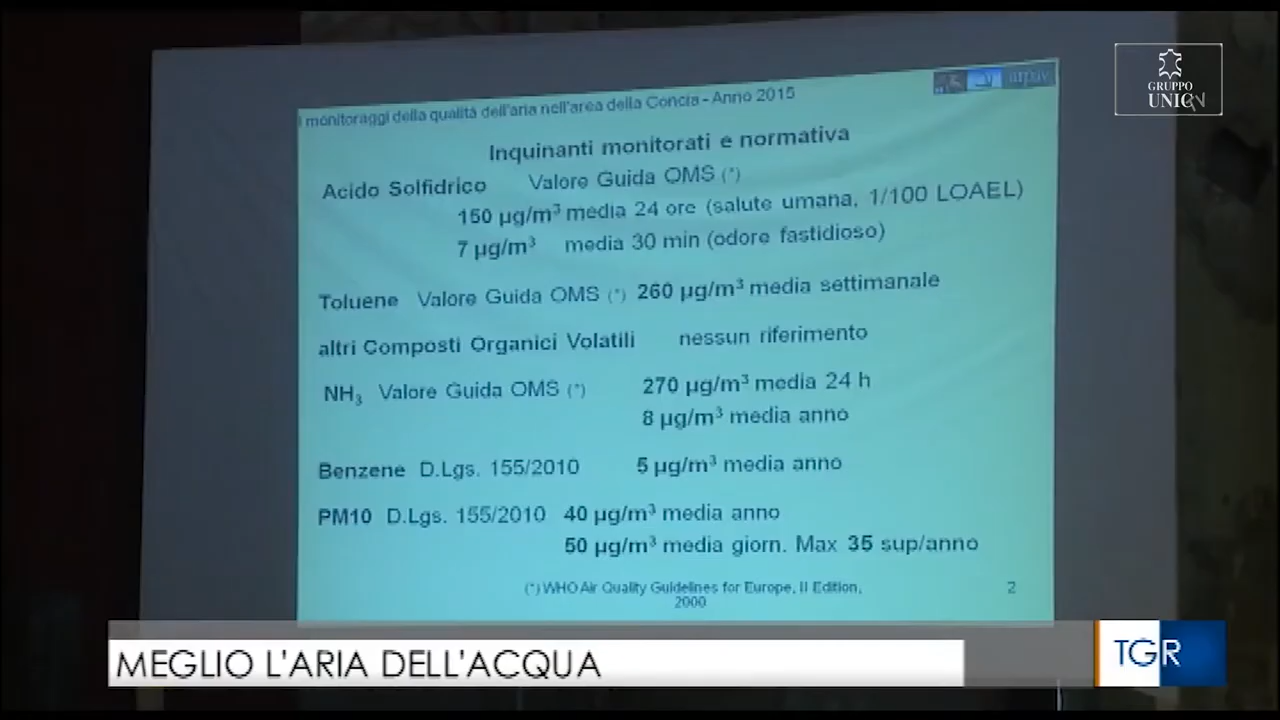 GRUPPO
UNIC TV
arpav
i monitoraggi della qualità dell'aria nell'area della Concia - Anno 2015
Inquinanti monitorati e normativa
Acido Solfidrico Valore Guida OMS (*)
150 µg/m³ media 24 ore (salute umana, 1/100 LOAEL)
7 µg/m³ media 30 min (odore fastidioso)
Toluene Valore Guida OMS (*) 260 µg/m³ media settimanale
altri Composti Organici Volatili nessun riferimento
NH₃ Valore Guida OMS (*) 270 µg/m³ media 24 h
8 µg/m³ media anno
Benzene D.Lgs. 155/2010 5 µg/m³ media anno
PM10 D.Lgs. 155/2010 40 µg/m³ media anno
50 µg/m³ media giorn. Max 35 sup/anno
(*) WHO Air Quality Guidelines for Europe, II Edition,
2000
2
MEGLIO L'ARIA DELL'ACQUA
TGR